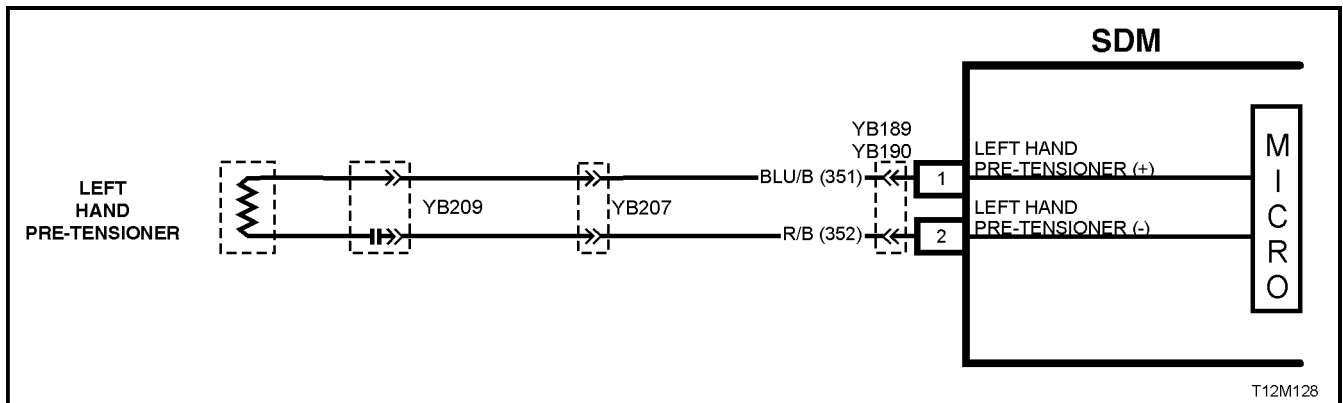 SDM
YB189
YB190
LEFT HAND
PRE-TENSIONER (+)
BLU/B (351)
1
LEFT
HAND
PRE-TENSIONER
YB209
YB207
LEFT HAND
PRE-TENSIONER (-)
R/B (352)
2
M
I
C
R
O
T12M128